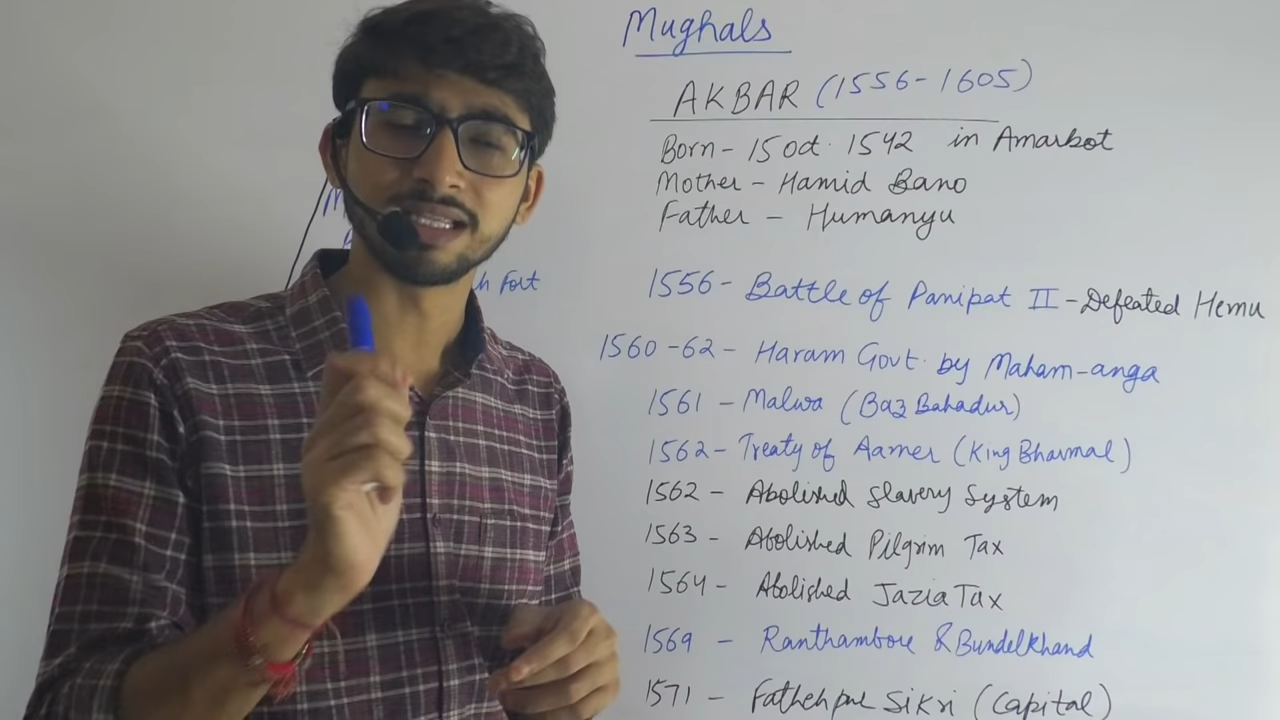 Mughals
AKBAR (1556-1605)
Born - 15 Oct. 1542 in Amarkot
Mother - Hamid Bano
Father - Humanyu
h Fort
1556 - Battle of Panipat II - Defeated Hemu
1560-62 - Haram Govt. by Maham-anga
1561 - Malwa (Baz Bahadur)
1562 - Treaty of Aamer (King Bharmal)
1562 - Abolished Slavery System
1563 - Abolished Pilgrim Tax
1564 - Abolished Jazia Tax
1569 - Ranthambore & Bundelkhand
1571 - Fatehpur Sikri (Capital)